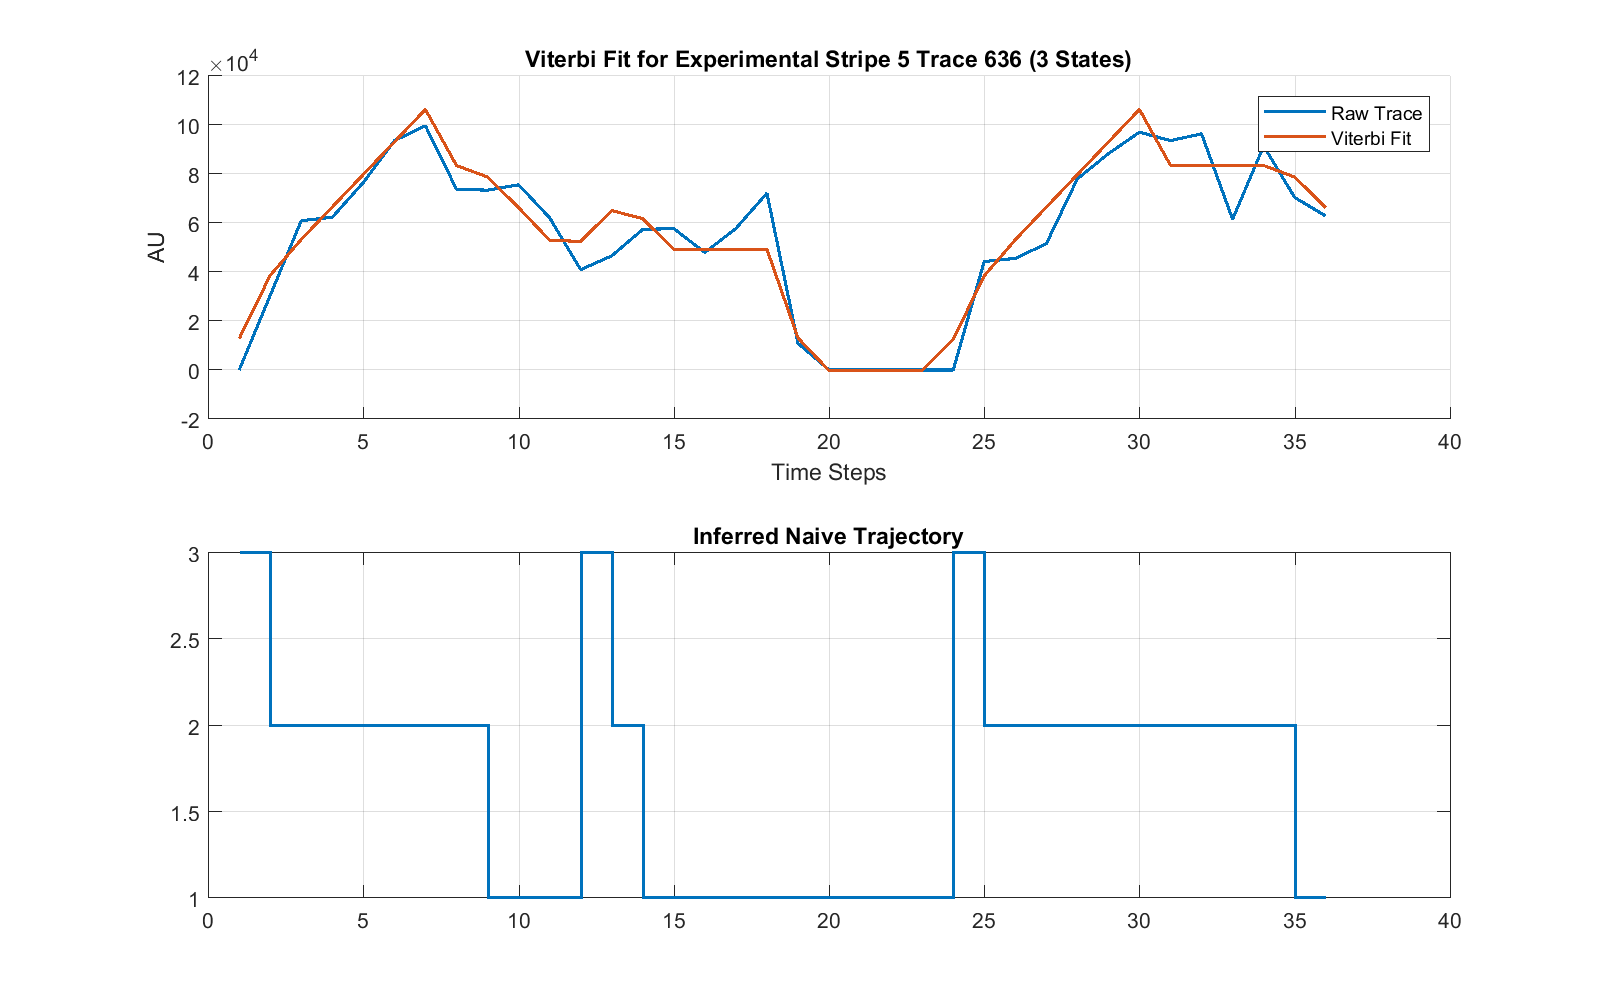 Viterbi Fit for Experimental Stripe 5 Trace 636 (3 States)
×10⁴
12
10
8
6
4
2
0
-2
AU
Raw Trace
Viterbi Fit
0 5 10 15 20 25 30 35 40
Time Steps
Inferred Naive Trajectory
3
2.5
2
1.5
1
0 5 10 15 20 25 30 35 40